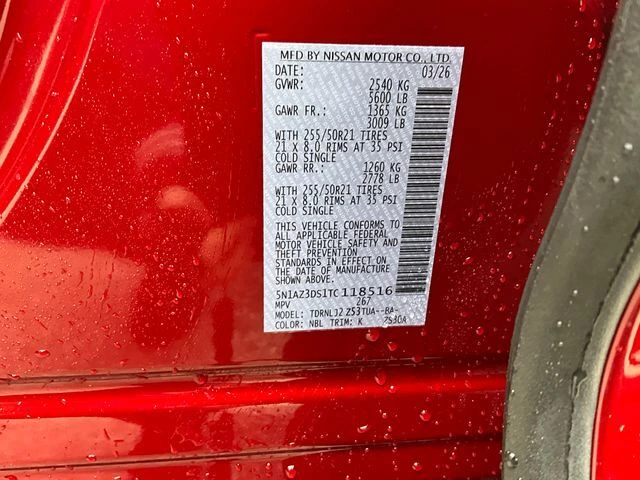 MFD BY NISSAN MOTOR CO., LTD.
DATE: 03/26
GVWR: 2540 KG
5600 LB
GAWR FR.: 1365 KG
3009 LB
WITH 255/50R21 TIRES
21 X 8.0 RIMS AT 35 PSI
COLD SINGLE
GAWR RR.: 1260 KG
2778 LB
WITH 255/50R21 TIRES
21 X 8.0 RIMS AT 35 PSI
COLD SINGLE
THIS VEHICLE CONFORMS TO
ALL APPLICABLE FEDERAL
MOTOR VEHICLE SAFETY AND
THEFT PREVENTION
STANDARDS IN EFFECT ON
THE DATE OF MANUFACTURE
SHOWN ABOVE.
5N1AZ3DS1TC118516
MPV 267
MODEL: TDRNLJ2 ZS3TUA--BA-
COLOR: NBL TRIM: K ZS3GA